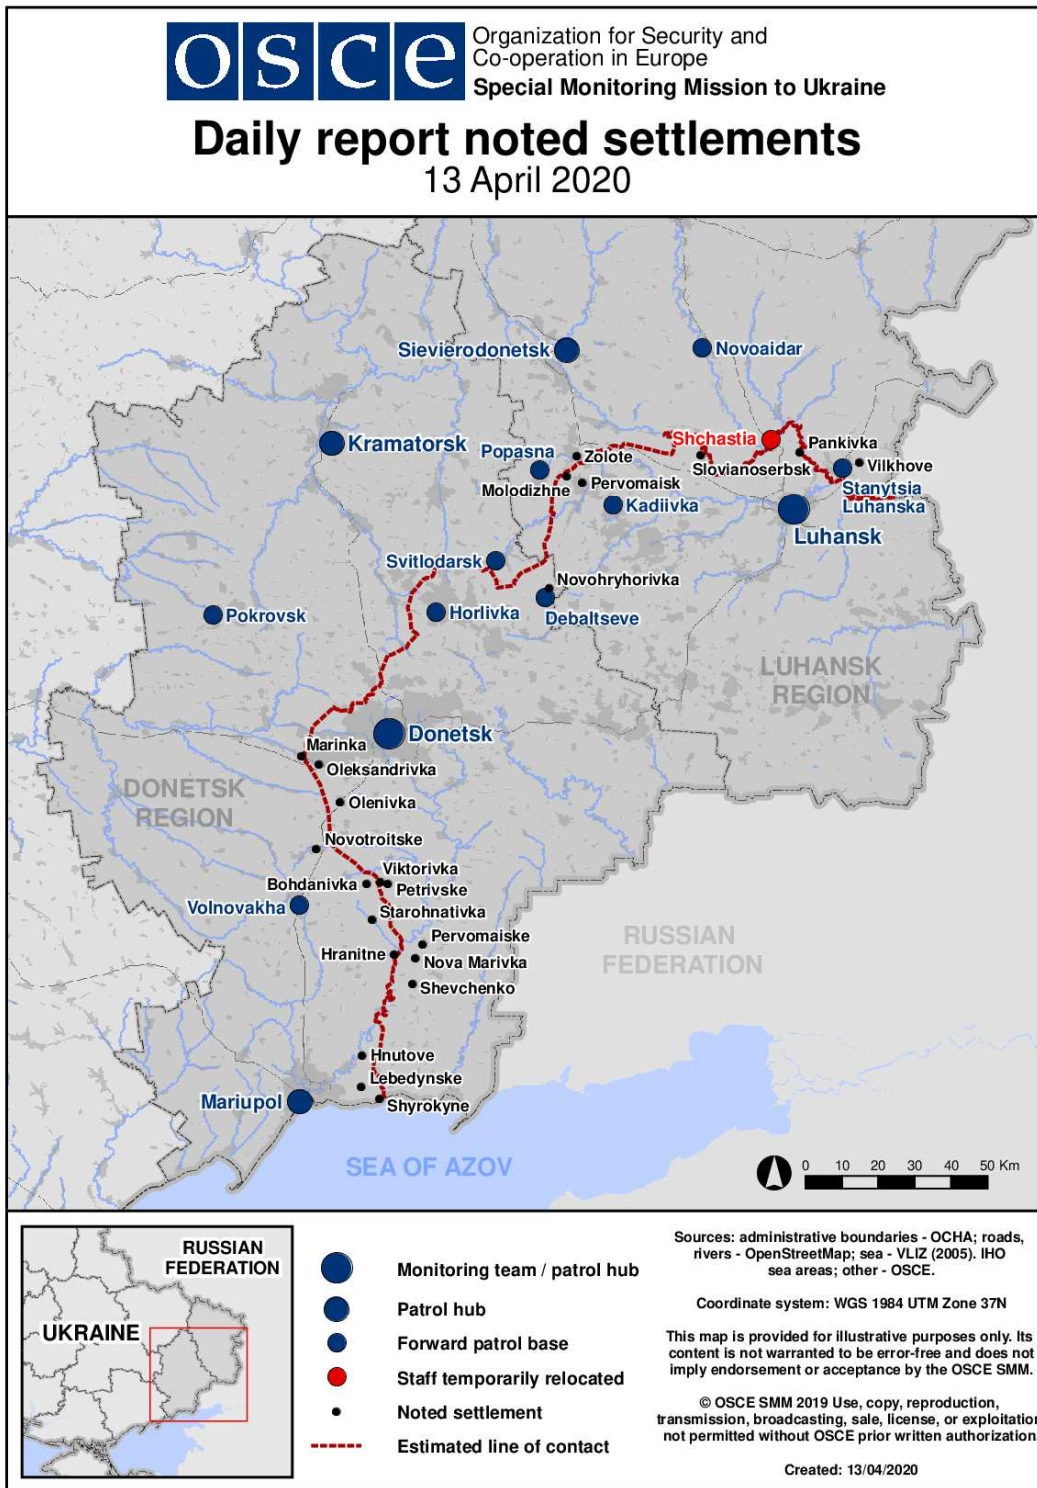 osce
Organization for Security and
Co-operation in Europe
Special Monitoring Mission to Ukraine
Daily report noted settlements
13 April 2020
Sievierodonetsk
Novoaidar
Kramatorsk
Shchastia
Popasna
Zolote
Pankivka
Slovianoserbsk
Vilkhove
Molodizhne
Pervomaisk
Stanytsia
Luhanska
Kadiivka
Luhansk
Svitlodarsk
Novohryhorivka
Pokrovsk
Horlivka
Debaltseve
LUHANSK
REGION
Donetsk
Marinka
Oleksandrivka
DONETSK
REGION
Olenivka
Novotroitske
Viktorivka
Bohdanivka
Petrivske
Volnovakha
Starohnativka
Pervomaiske
Hranitne
Nova Marivka
RUSSIAN
FEDERATION
Shevchenko
Hnutove
Lebedynske
Mariupol
Shyrokyne
SEA OF AZOV
0 10 20 30 40 50 Km
RUSSIAN
FEDERATION
UKRAINE
Monitoring team / patrol hub
Patrol hub
Forward patrol base
Staff temporarily relocated
Noted settlement
Estimated line of contact
Sources: administrative boundaries - OCHA; roads,
rivers - OpenStreetMap; sea - VLIZ (2005). IHO
sea areas; other - OSCE.
Coordinate system: WGS 1984 UTM Zone 37N
This map is provided for illustrative purposes only. Its
content is not warranted to be error-free and does not
imply endorsement or acceptance by the OSCE SMM.
© OSCE SMM 2019 Use, copy, reproduction,
transmission, broadcasting, sale, license, or exploitation
not permitted without OSCE prior written authorization.
Created: 13/04/2020